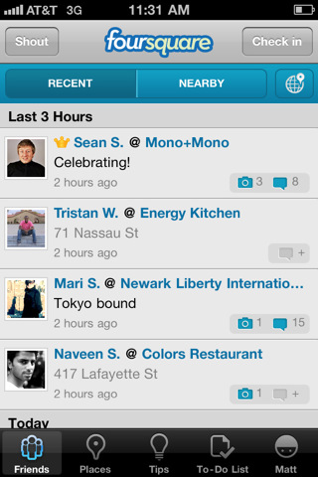 AT&T 3G 11:31 AM
Shout foursquare Check in
RECENT NEARBY
Last 3 Hours
Sean S. @ Mono+Mono
Celebrating!
2 hours ago 3 8
Tristan W. @ Energy Kitchen
71 Nassau St
2 hours ago +
Mari S. @ Newark Liberty Internatio...
Tokyo bound
2 hours ago 1 15
Naveen S. @ Colors Restaurant
417 Lafayette St
2 hours ago 1 +
Today
Friends Places Tips To-Do List Matt